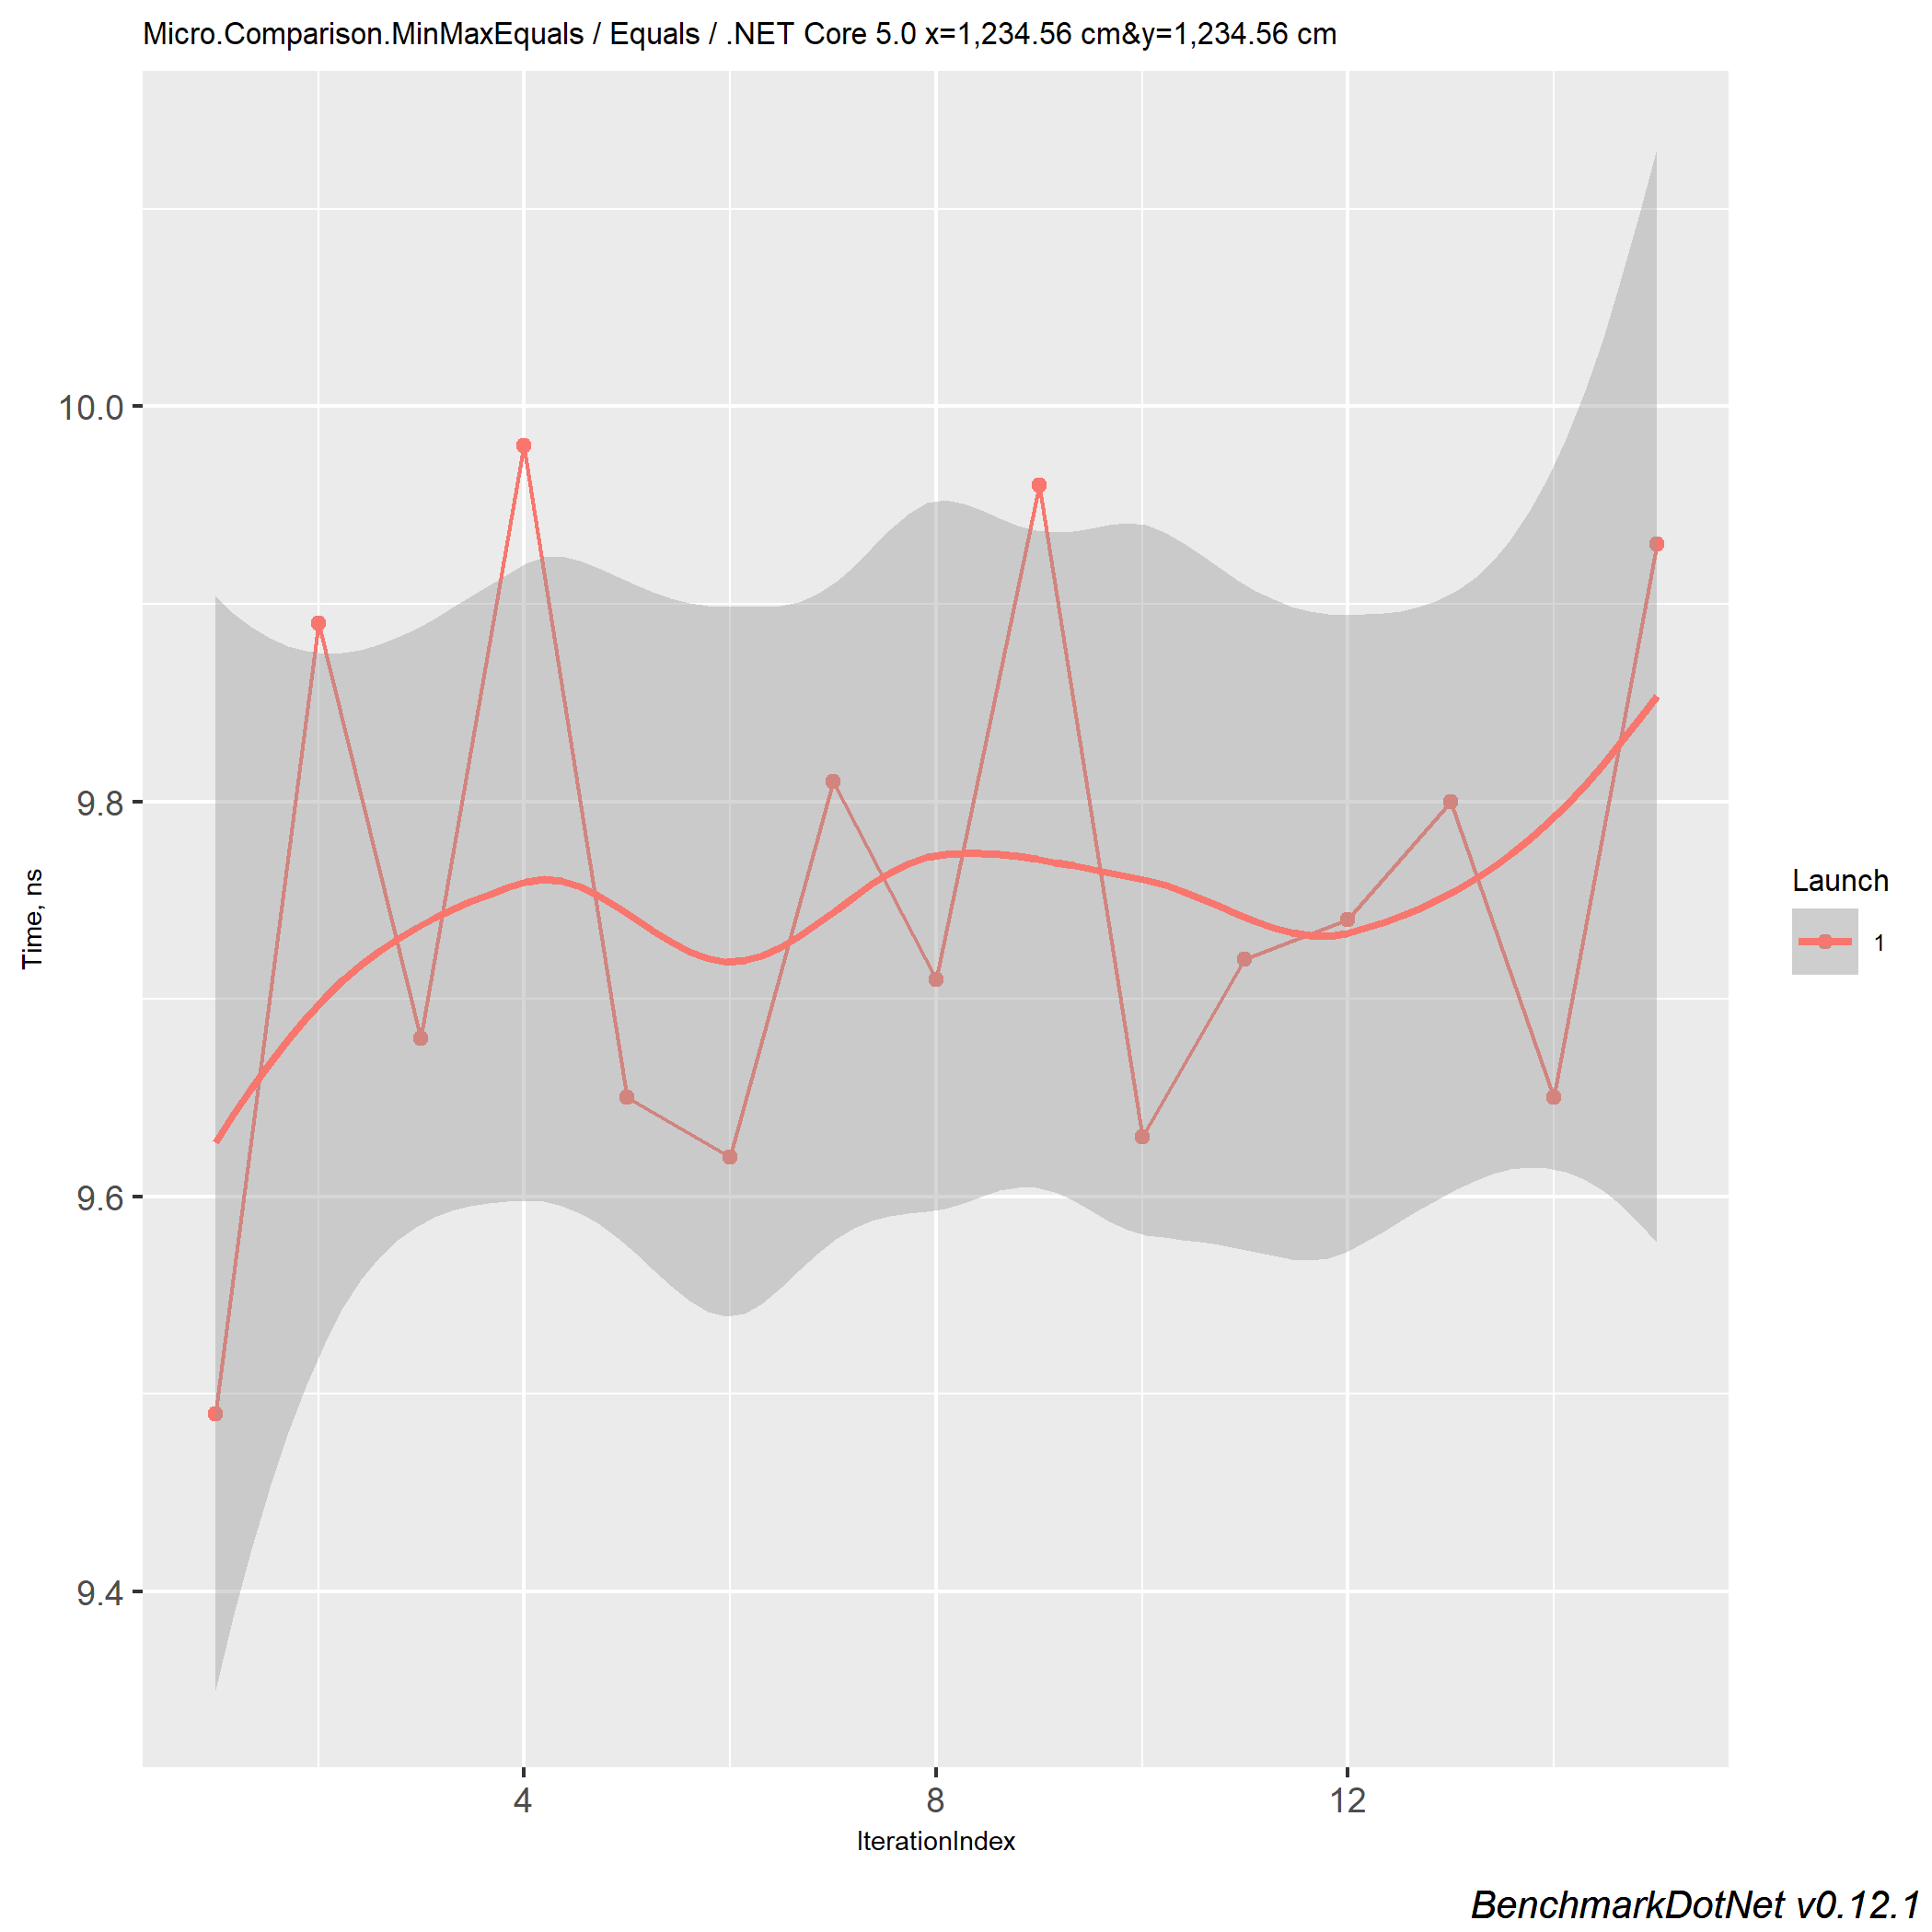 Micro.Comparison.MinMaxEquals / Equals / .NET Core 5.0 x=1,234.56 cm&y=1,234.56 cm
10.0
9.8
9.6
9.4
Time, ns
4 8 12
IterationIndex
Launch
1
BenchmarkDotNet v0.12.1